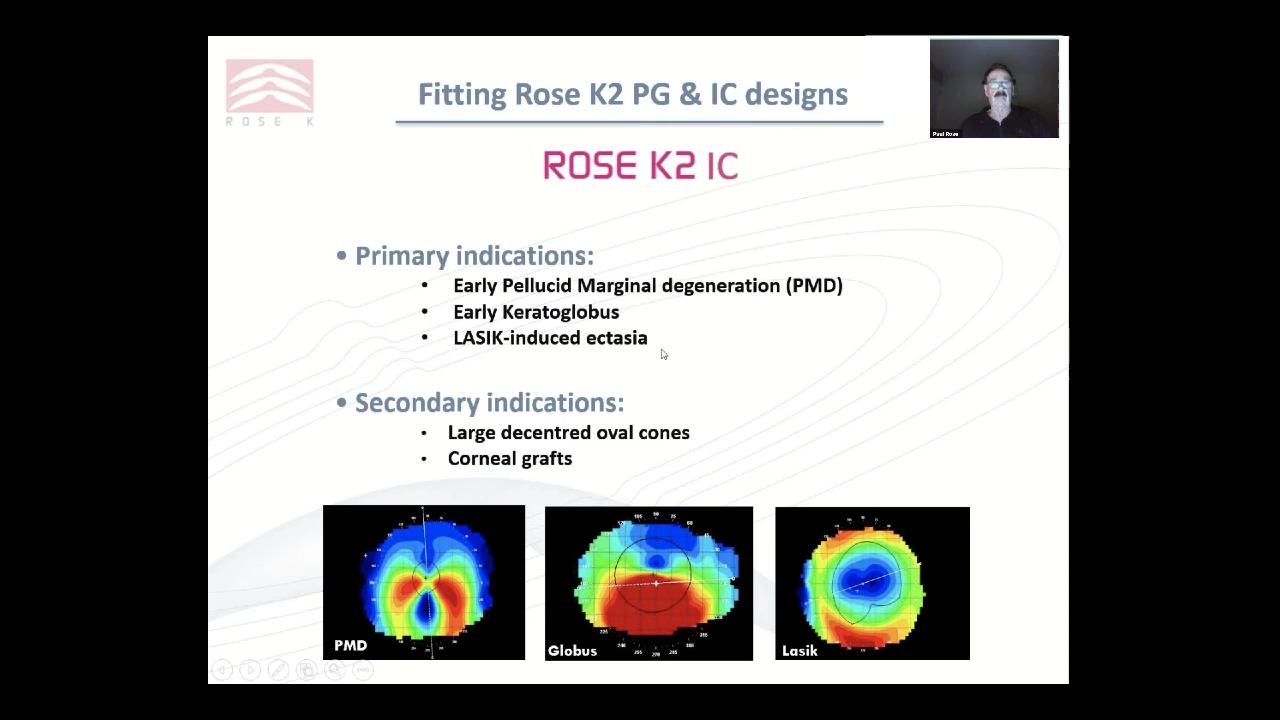 Fitting Rose K2 PG & IC designs
ROSE K
Paul Rose
ROSE K2 IC
• Primary indications:
• Early Pellucid Marginal degeneration (PMD)
• Early Keratoglobus
• LASIK-induced ectasia
• Secondary indications:
• Large decentred oval cones
• Corneal grafts
PMD
Globus
Lasik